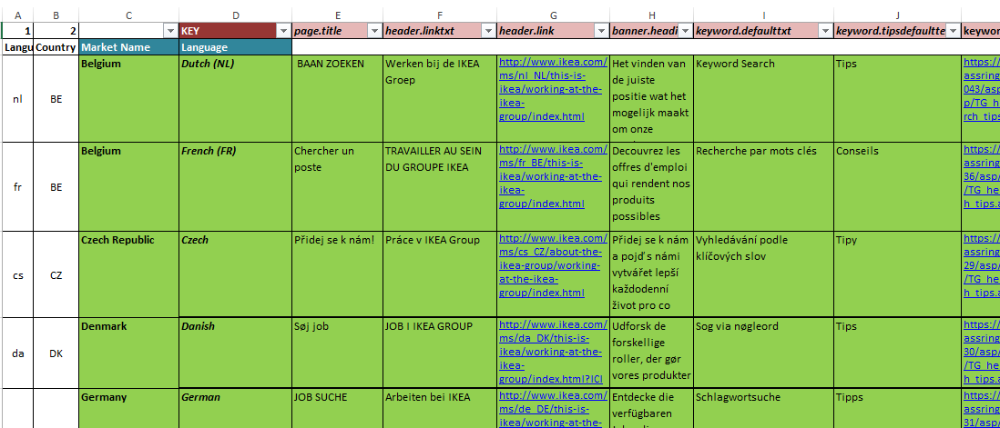 A B C D E F G H I J
1 2 KEY page.title header.linktxt header.link banner.headi keyword.defaulttxt keyword.tipsdefaultte keywor
Langu Country Market Name Language
nl BE Belgium Dutch (NL) BAAN ZOEKEN Werken bij de IKEA Keyword Search Tips
Groep
http://www.ikea.com/
ms/nl_NL/this-is-
ikea/working-at-the-
ikea-
group/index.html
Het vinden van
de juiste
positie wat het
mogelijk maakt
om onze
https:/
assring
043/asp
p/TG_he
rch_tips
fr BE Belgium French (FR) Chercher un TRAVAILLER AU SEIN Recherche par mots clés Conseils
poste DU GROUPE IKEA
http://www.ikea.com/
ms/fr_BE/this-is-
ikea/working-at-the-
ikea-
group/index.html
Decouvrez les
offres d'emploi
qui rendent nos
produits
possibles
https:/
assring
36/asp/
/TG_he
h_tips.a
cs CZ Czech Republic Czech Přidej se k nám! Práce v IKEA Group Vyhledávání podle Tipy
klíčových slov
http://www.ikea.com/
ms/cs_CZ/about-the-
ikea-group/working-
at-the-ikea-
group/index.html
Přidej se k nám
a pojď s námi
vytvářet lepší
každodenní
život pro co
https:/
assring
29/asp/
/TG_he
h_tips.a
da DK Denmark Danish Søj job JOB I IKEA GROUP Sog via nøgleord Tips
http://www.ikea.com/
ms/da_DK/this-is-
ikea/working-at-the-
ikea-
group/index.html?ICI
Udforsk de
forskellige
roller, der gør
vores produkter
https:/
assring
30/asp/
/TG_he
h_tips.a
Germany German JOB SUCHE Arbeiten bei IKEA Schlagwortsuche Tipps
http://www.ikea.com/
ms/de_DE/this-is-
ikea/working-at-the-
Entdecke die
verfügbaren
https:/
assring
31/asp/